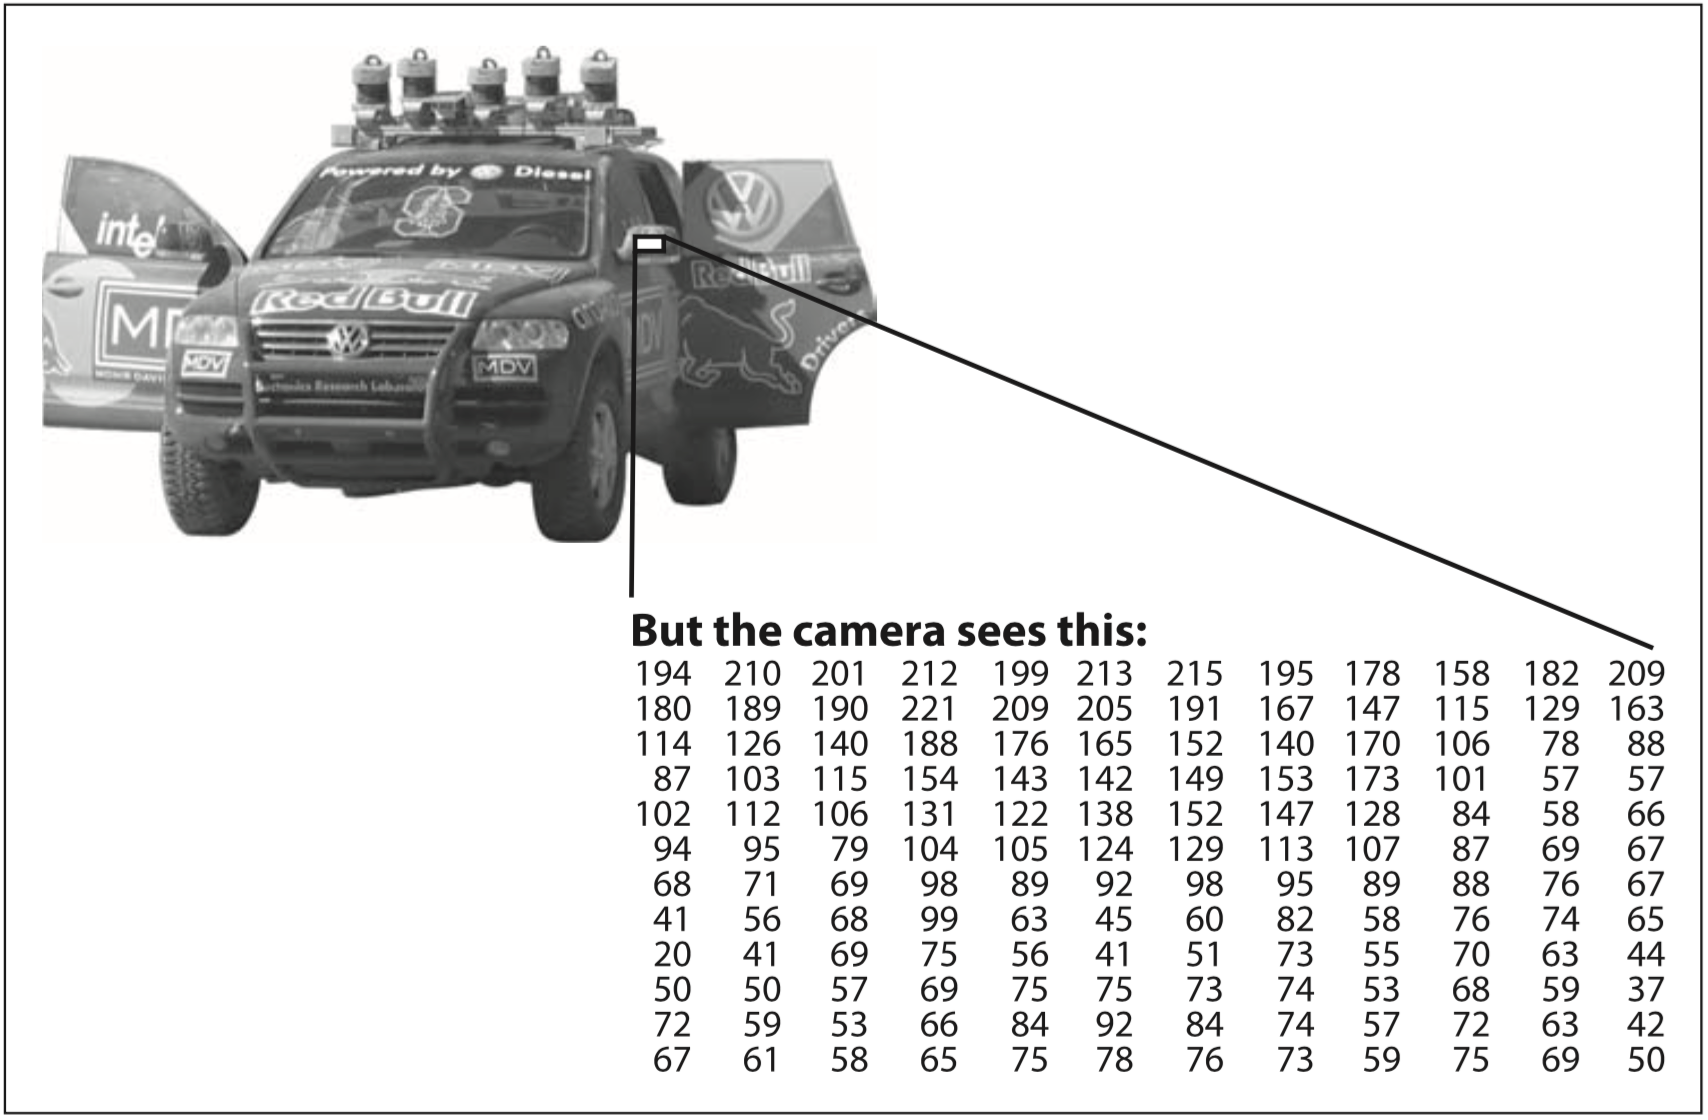 Powered by Diesel
S
intel
MDV
RedBull
RedBull
Drivers
MDV
MDV
But the camera sees this:
194 210 201 212 199 213 215 195 178 158 182 209
180 189 190 221 209 205 191 167 147 115 129 163
114 126 140 188 176 165 152 140 170 106 78 88
87 103 115 154 143 142 149 153 173 101 57 57
102 112 106 131 122 138 152 147 128 84 58 66
94 95 79 104 105 124 129 113 107 87 69 67
68 71 69 98 89 92 98 95 89 88 76 67
41 56 68 99 63 45 60 82 58 76 74 65
20 41 69 75 56 41 51 73 55 70 63 44
50 50 57 69 75 75 73 74 53 68 59 37
72 59 53 66 84 92 84 74 57 72 63 42
67 61 58 65 75 78 76 73 59 75 69 50